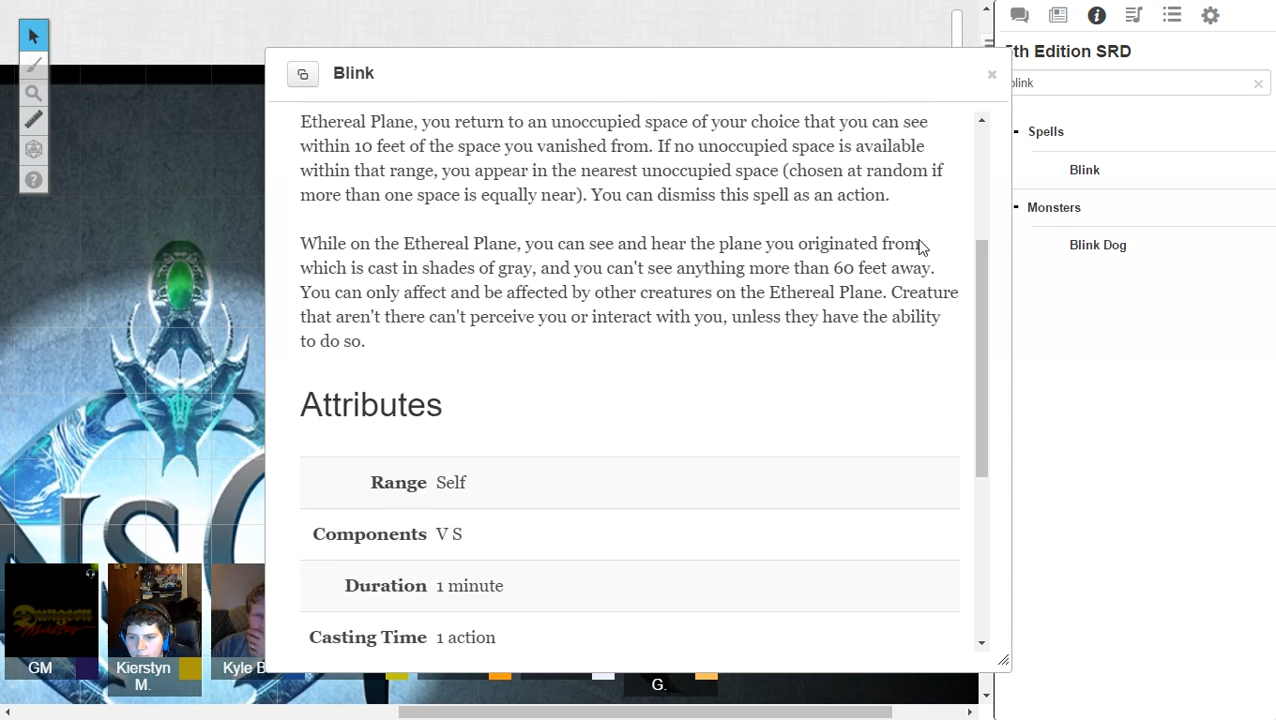 Blink
×
Ethereal Plane, you return to an unoccupied space of your choice that you can see
within 10 feet of the space you vanished from. If no unoccupied space is available
within that range, you appear in the nearest unoccupied space (chosen at random if
more than one space is equally near). You can dismiss this spell as an action.
While on the Ethereal Plane, you can see and hear the plane you originated from,
which is cast in shades of gray, and you can't see anything more than 60 feet away.
You can only affect and be affected by other creatures on the Ethereal Plane. Creature
that aren't there can't perceive you or interact with you, unless they have the ability
to do so.
Attributes
Range Self
Components V S
Duration 1 minute
Casting Time 1 action
5th Edition SRD
blink
Spells
Blink
Monsters
Blink Dog
NSC
Dungeon
Master
GM
Kierstyn
M.
Kyle B
G.